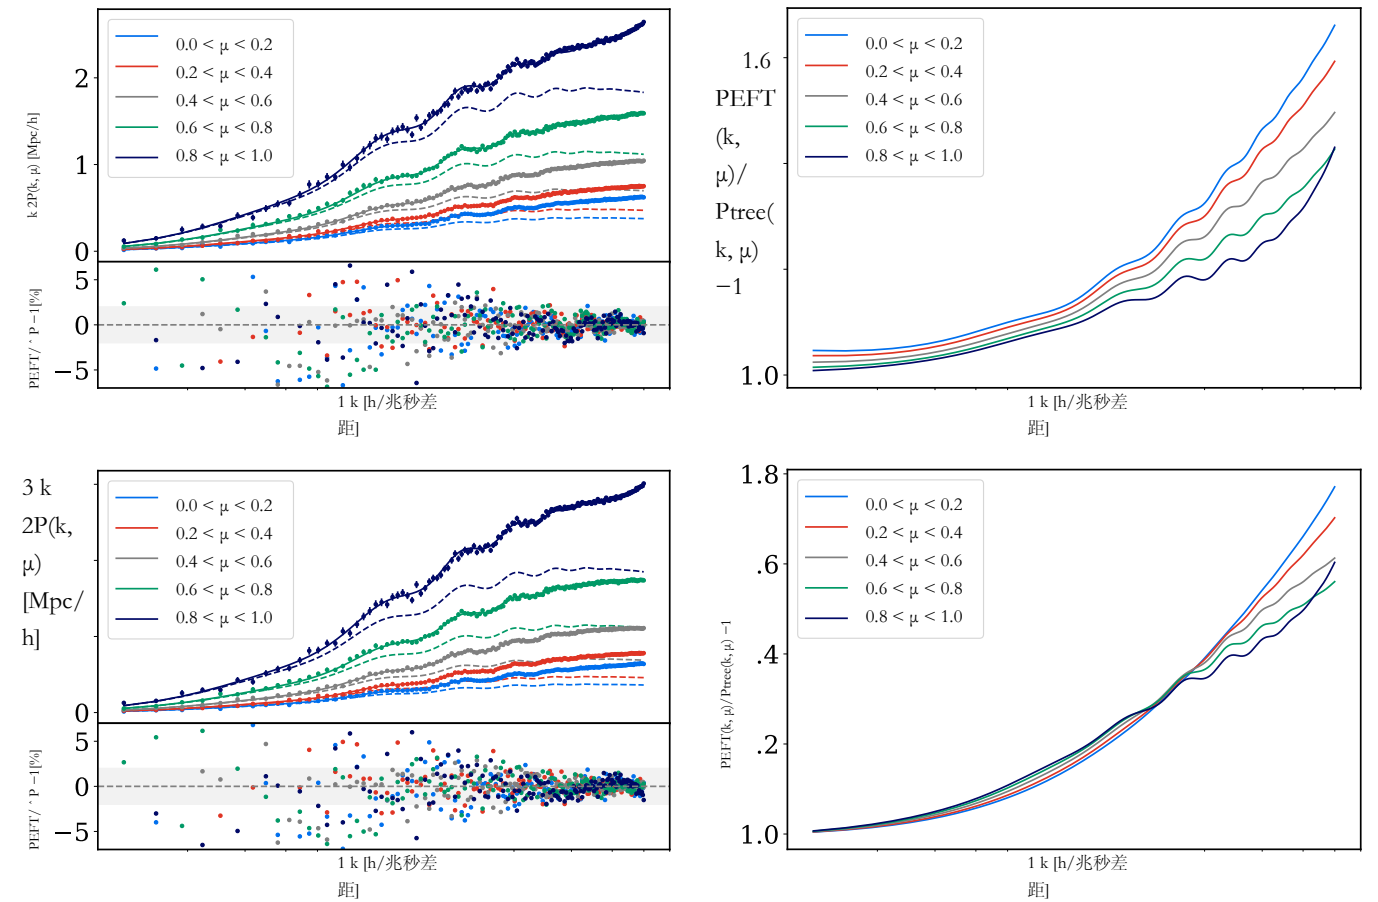 0.0 < μ < 0.2
0.2 < μ < 0.4
0.4 < μ < 0.6
0.6 < μ < 0.8
0.8 < μ < 1.0
2
1
0
k 2P(k, μ) [Mpc/h]
5
0
−5
PEFT/ ˆ P −1[%]
1 k [h/兆秒差
距]
0.0 < μ < 0.2
0.2 < μ < 0.4
0.4 < μ < 0.6
0.6 < μ < 0.8
0.8 < μ < 1.0
1.6
PEFT
(k,
μ)/
Ptree(
k, μ)
−1
1.0
1 k [h/兆秒差
距]
3 k
2P(k,
μ)
[Mpc/
h]
0.0 < μ < 0.2
0.2 < μ < 0.4
0.4 < μ < 0.6
0.6 < μ < 0.8
0.8 < μ < 1.0
0
5
0
−5
PEFT/ ˆ P −1[%]
1 k [h/兆秒差
距]
1.8
0.0 < μ < 0.2
0.2 < μ < 0.4
0.4 < μ < 0.6
0.6 < μ < 0.8
0.8 < μ < 1.0
.6
.4
.2
1.0
PEFT(k, μ)/Ptree(k, μ) −1
1 k [h/兆秒差
距]